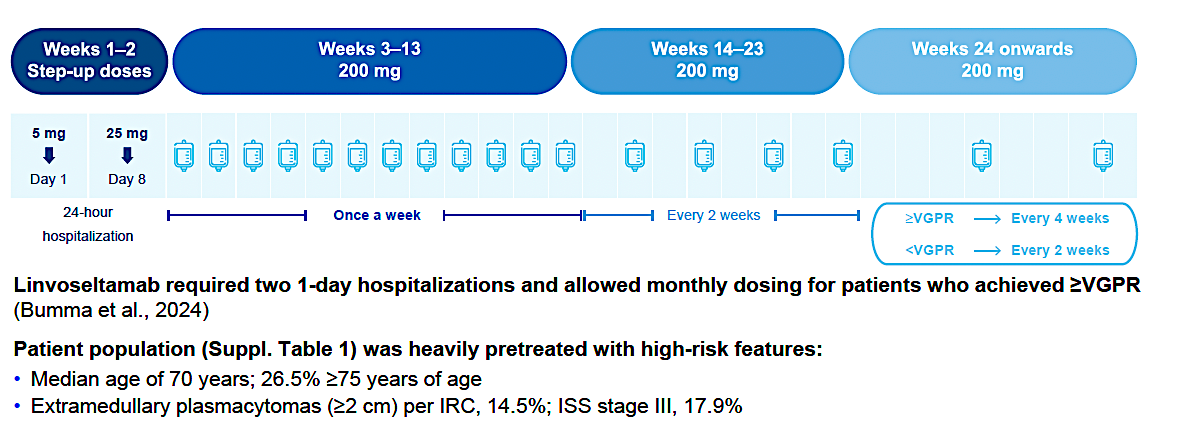 Weeks 1–2
Step-up doses
Weeks 3–13
200 mg
Weeks 14–23
200 mg
Weeks 24 onwards
200 mg
5 mg
Day 1
25 mg
Day 8
24-hour
hospitalization
Once a week
Every 2 weeks
≥VGPR → Every 4 weeks
<VGPR → Every 2 weeks
Linvoseltamab required two 1-day hospitalizations and allowed monthly dosing for patients who achieved ≥VGPR
(Bumma et al., 2024)
Patient population (Suppl. Table 1) was heavily pretreated with high-risk features:
• Median age of 70 years; 26.5% ≥75 years of age
• Extramedullary plasmacytomas (≥2 cm) per IRC, 14.5%; ISS stage III, 17.9%